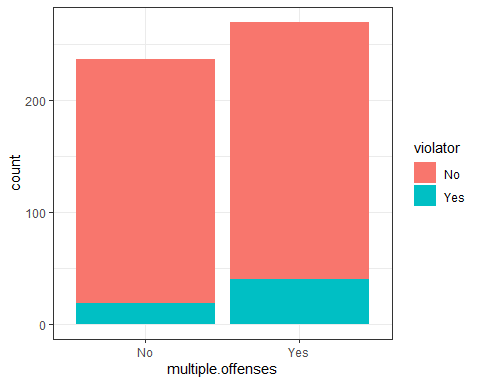 count
200
100
0
No
Yes
multiple.offenses
violator
No
Yes